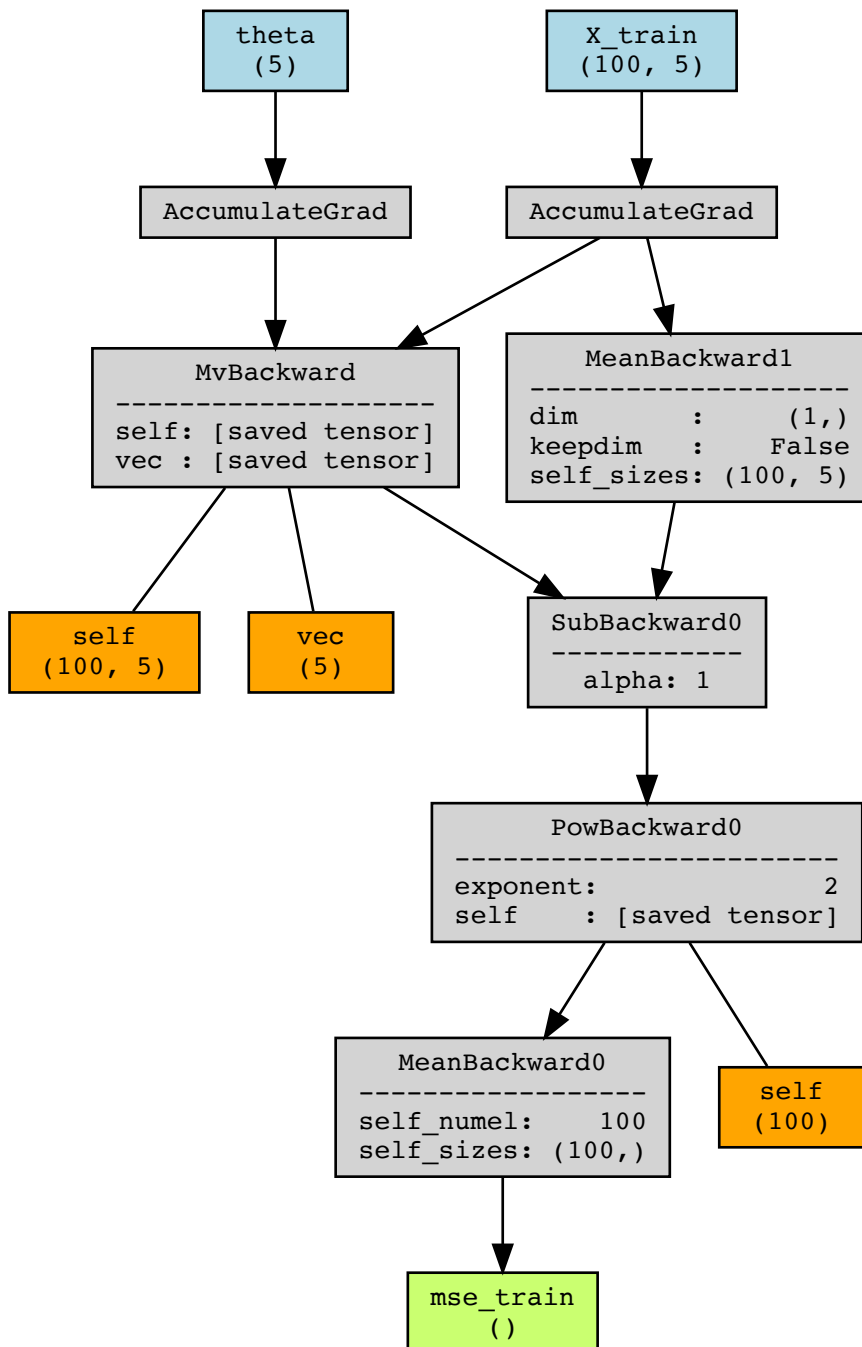 theta
(5)
X_train
(100, 5)
AccumulateGrad
AccumulateGrad
MvBackward
--------------------
self: [saved tensor]
vec : [saved tensor]
MeanBackward1
--------------------
dim       :     (1,)
keepdim   :    False
self_sizes: (100, 5)
self
(100, 5)
vec
(5)
SubBackward0
------------
alpha: 1
PowBackward0
------------------------
exponent:              2
self    : [saved tensor]
MeanBackward0
------------------
self_numel:    100
self_sizes: (100,)
self
(100)
mse_train
()